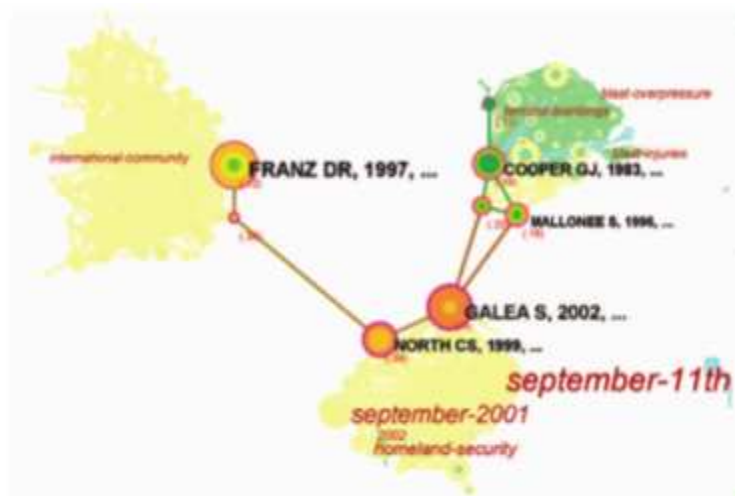 blast-overpressure
international-community
FRANZ DR, 1997, ...
COOPER GJ, 1983, ...
MALLONEE S, 1996, ...
GALEA S, 2002, ...
NORTH CS, 1999, ...
september-11th
september-2001
2002
homeland-security